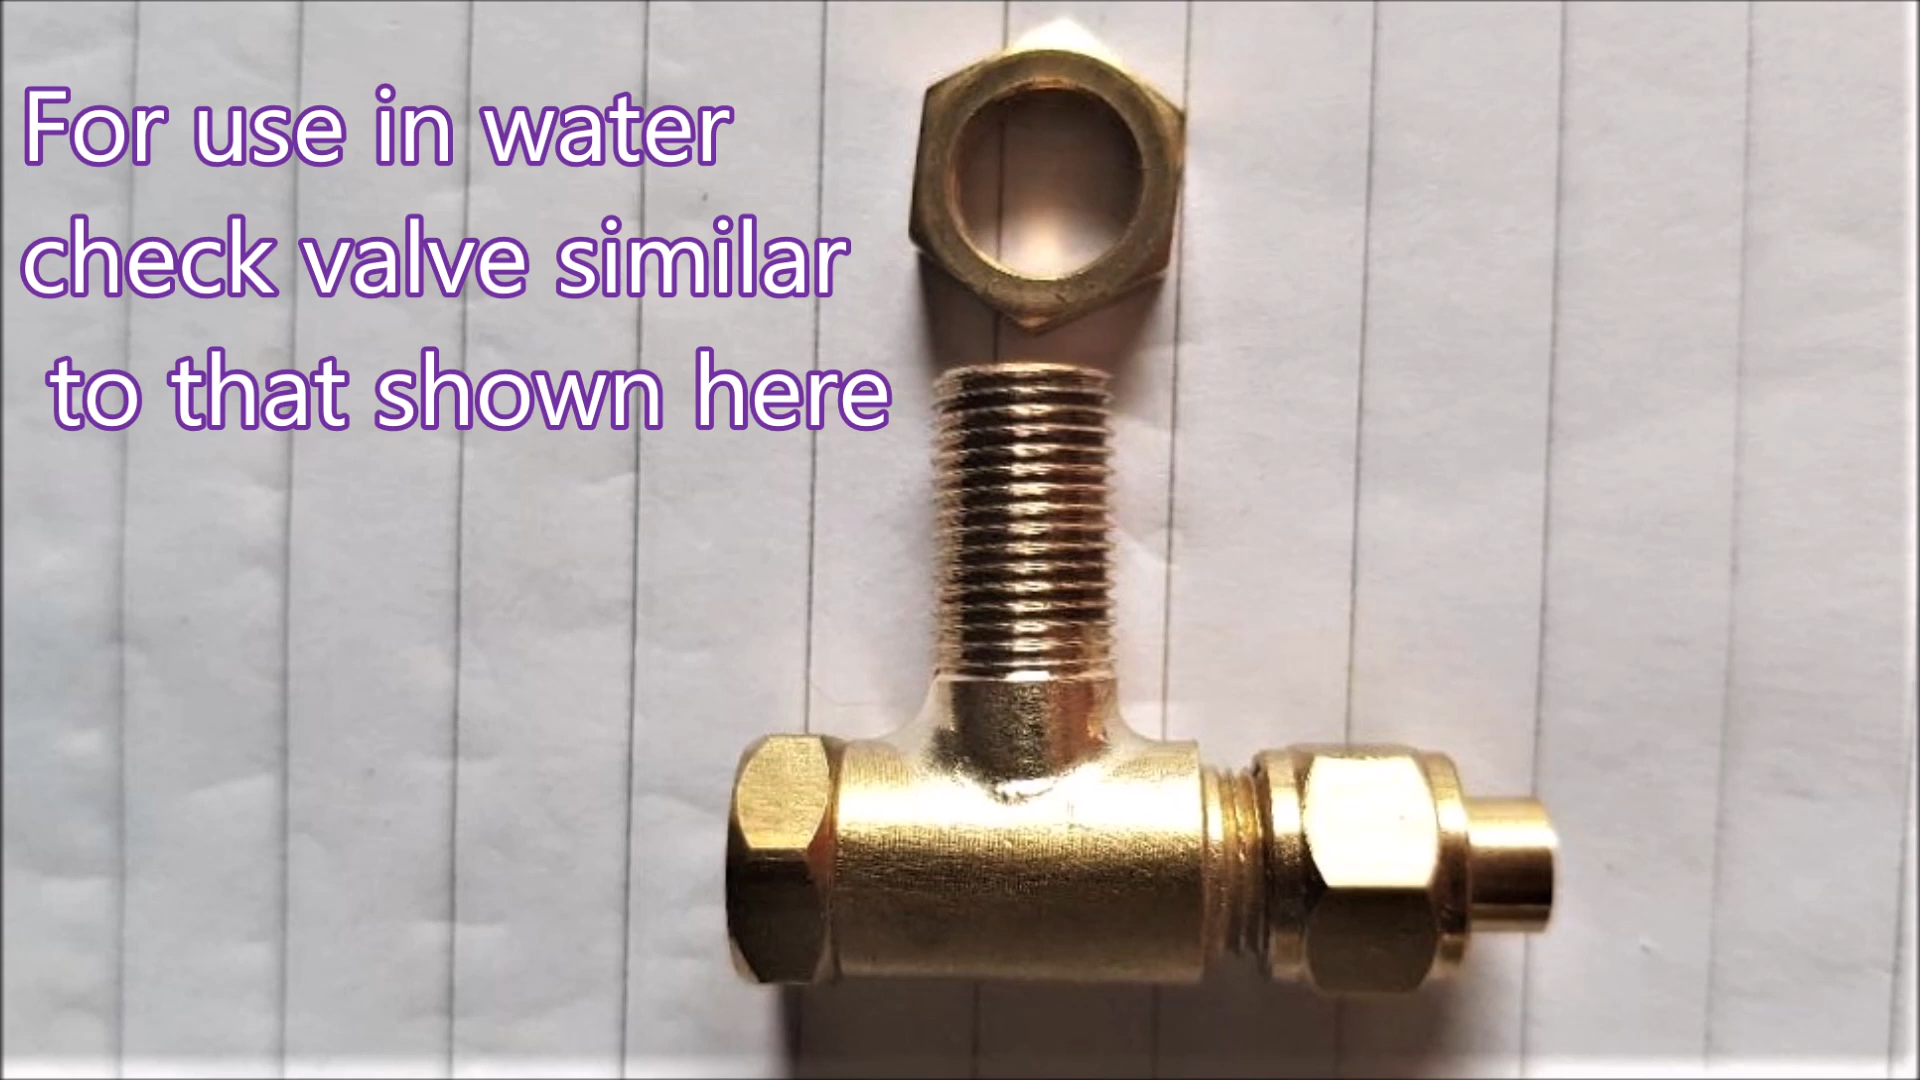 For use in water
check valve similar
to that shown here